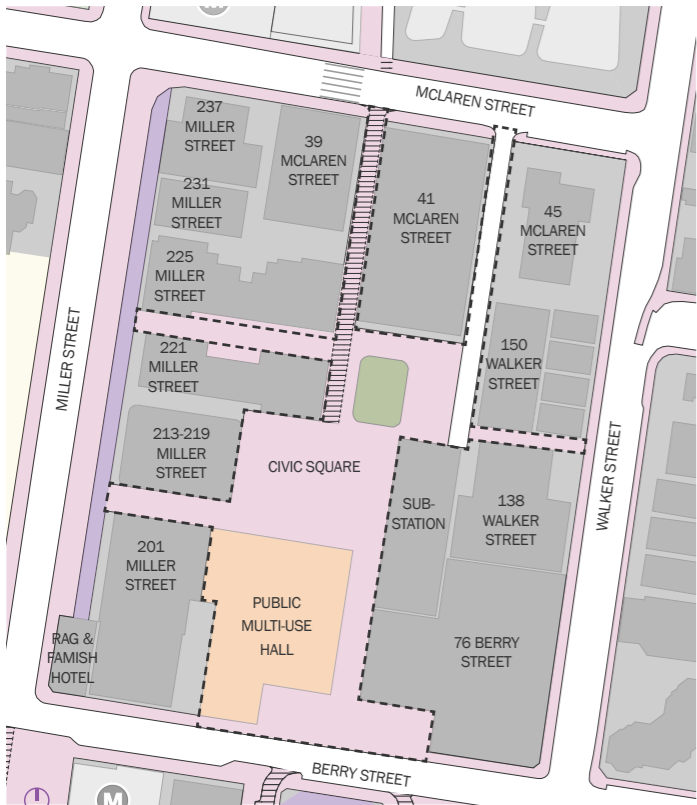 MCLAREN STREET
237
MILLER
STREET
39
MCLAREN
STREET
231
MILLER
STREET
41
MCLAREN
STREET
45
MCLAREN
STREET
225
MILLER
STREET
MILLER STREET
221
MILLER
STREET
150
WALKER
STREET
213-219
MILLER
STREET
CIVIC SQUARE
WALKER STREET
SUB-
STATION
138
WALKER
STREET
201
MILLER
STREET
PUBLIC
MULTI-USE
HALL
RAG &
FAMISH
HOTEL
76 BERRY
STREET
BERRY STREET
M